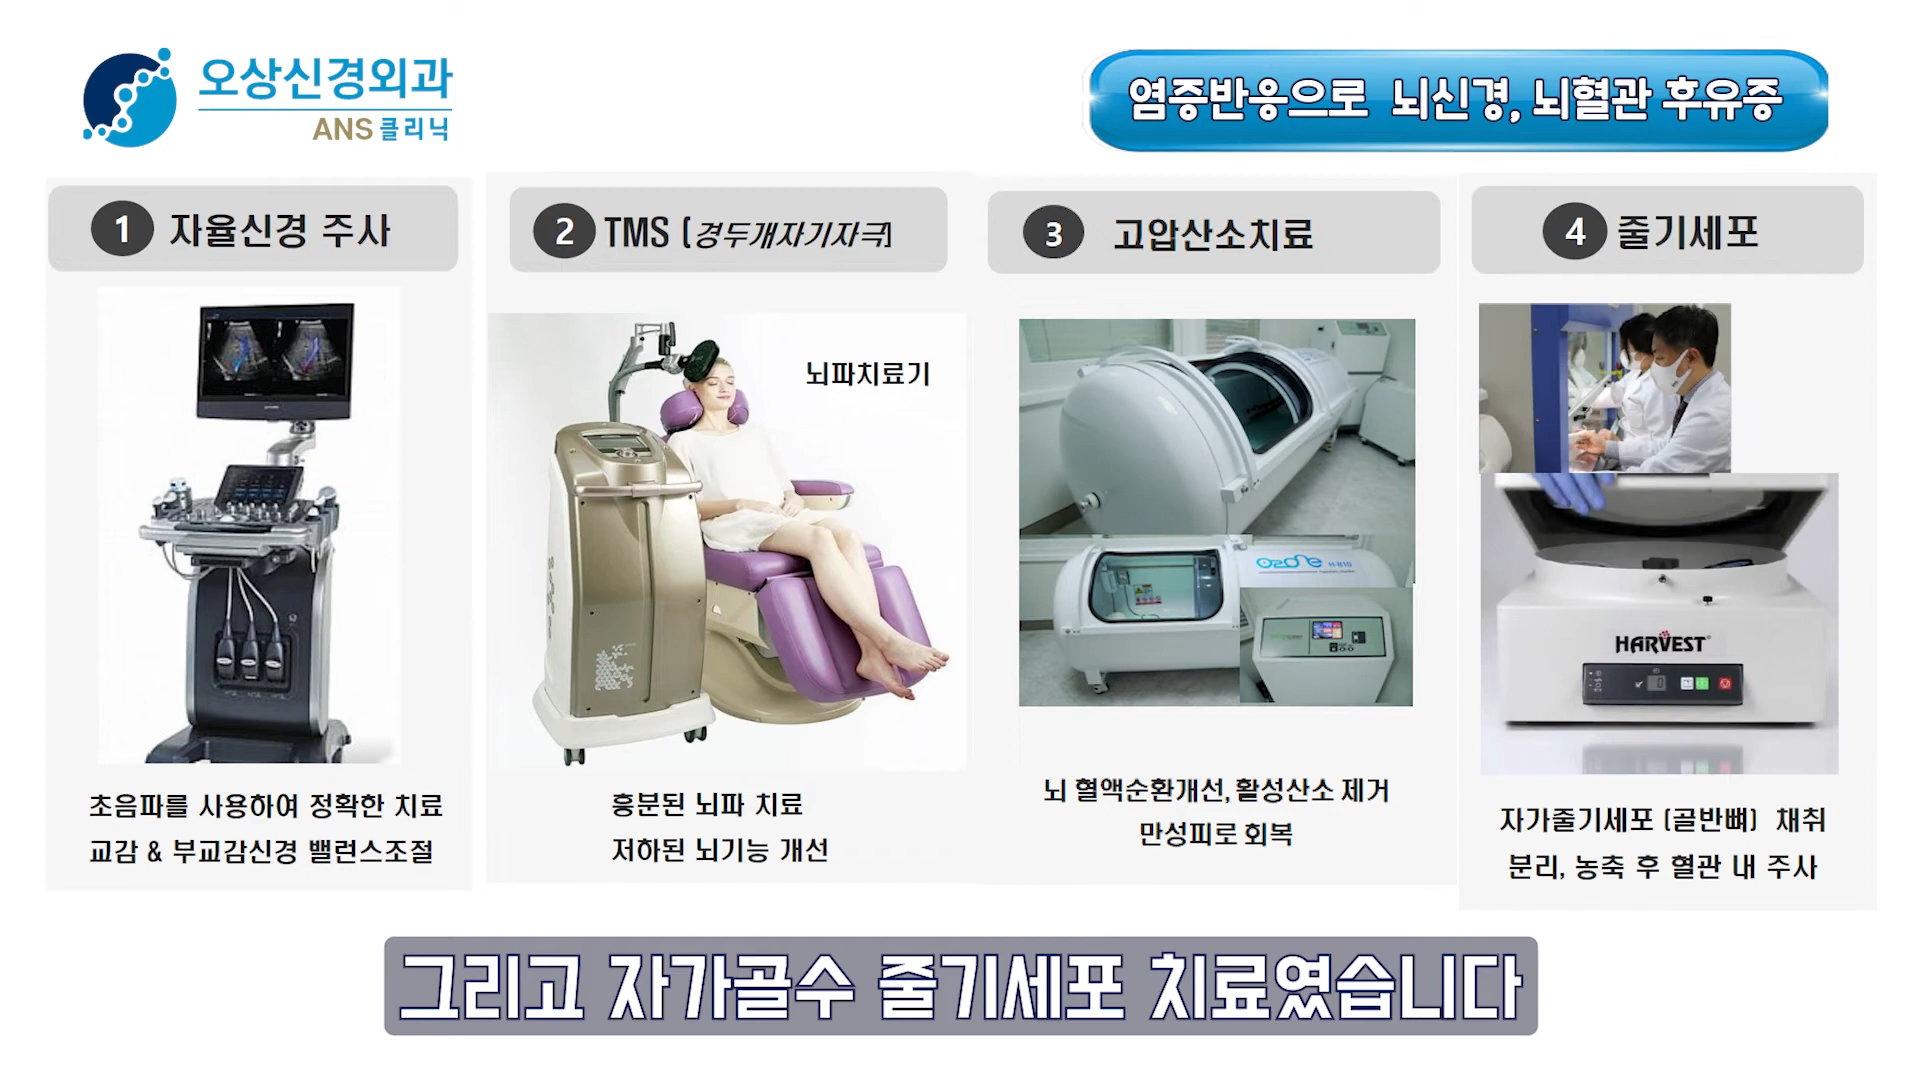 오상신경외과
ANS 클리닉
염증반응으로 뇌신경, 뇌혈관 후유증
1 자율신경 주사
초음파를 사용하여 정확한 치료
교감 & 부교감신경 밸런스조절
2 TMS (경두개자기자극)
뇌파치료기
흥분된 뇌파 치료
저하된 뇌기능 개선
3 고압산소치료
O2ONE H-810
뇌 혈액순환개선, 활성산소 제거
만성피로 회복
4 줄기세포
HARVEST®
자가줄기세포 (골반뼈) 채취
분리, 농축 후 혈관 내 주사
그리고 자가골수 줄기세포 치료였습니다